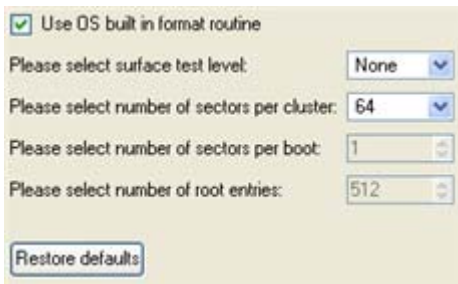 Use OS built in format routine
Please select surface test level: None
Please select number of sectors per cluster: 64
Please select number of sectors per boot: 1
Please select number of root entries: 512
Restore defaults